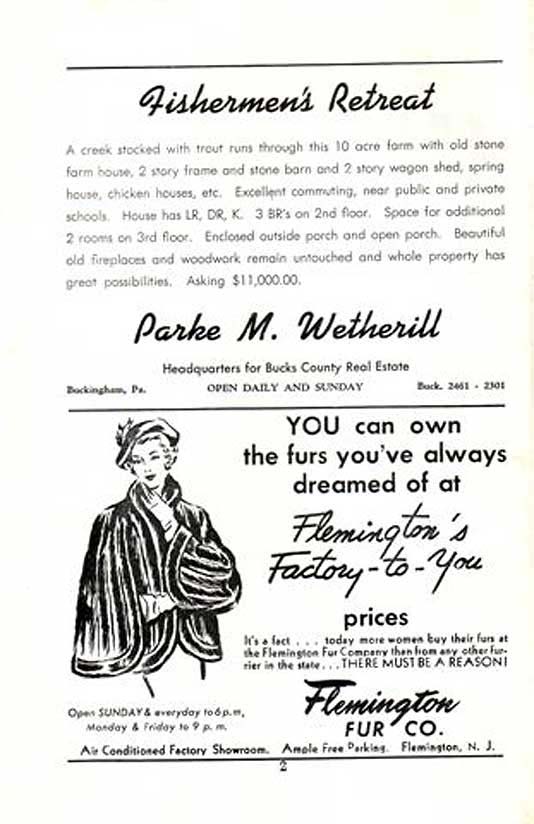 Fishermen's Retreat
A creek stocked with trout runs through this 10 acre farm with old stone
farm house, 2 story frame and stone barn and 2 story wagon shed, spring
house, chicken houses, etc. Excellent commuting, near public and private
schools. House has LR, DR, K. 3 BR's on 2nd floor. Space for additional
2 rooms on 3rd floor. Enclosed outside porch and open porch. Beautiful
old fireplaces and woodwork remain untouched and whole property has
great possibilities. Asking $11,000.00.
Parke M. Wetherill
Headquarters for Bucks County Real Estate
Buckingham, Pa. OPEN DAILY AND SUNDAY Buck. 2461 - 2301
YOU can own
the furs you've always
dreamed of at
Flemington's
Factory-to-You
prices
It's a fact . . . today more women buy their furs at
the Flemington Fur Company than from any other fur-
rier in the state . . . THERE MUST BE A REASON!
Open SUNDAY & everyday to 6 p.m,
Monday & Friday to 9 p. m.
Flemington
FUR CO.
Air Conditioned Factory Showroom. Ample Free Parking. Flemington, N. J.
2